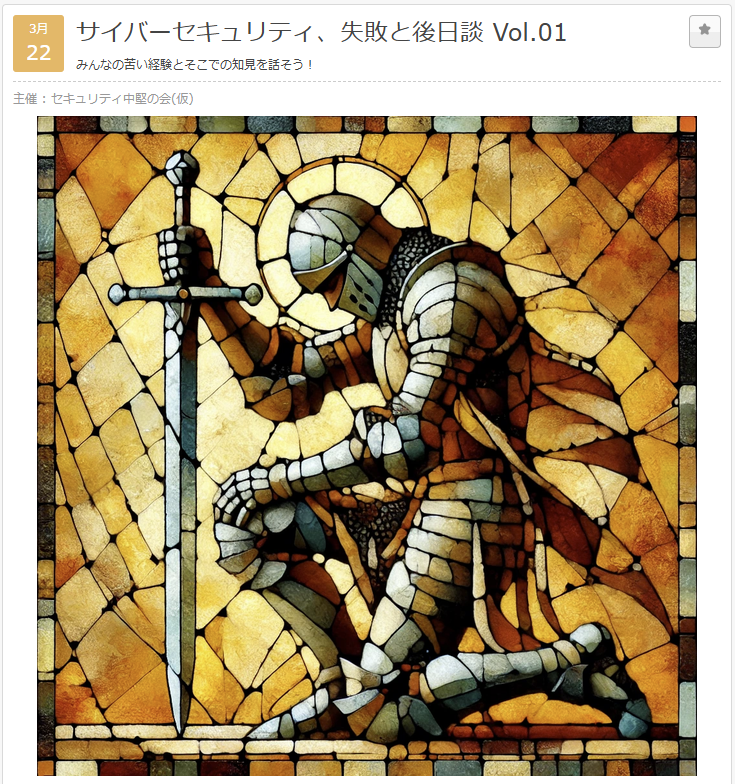 3月
22
サイバーセキュリティ、失敗と後日談 Vol.01
みんなの苦い経験とそこでの知見を話そう！
主催 : セキュリティ中堅の会(仮)